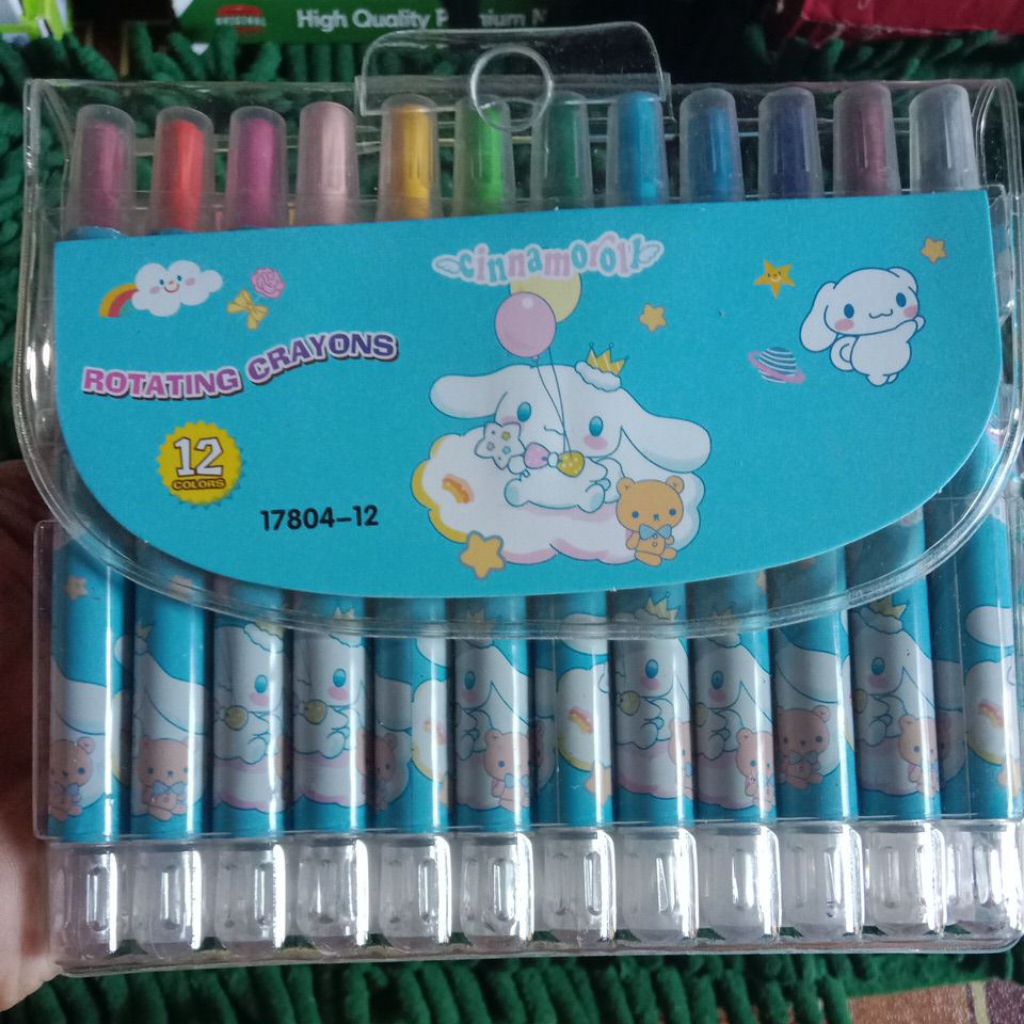 High Quality
cinnamoroll
ROTATING CRAYONS
12
COLORS
17804-12